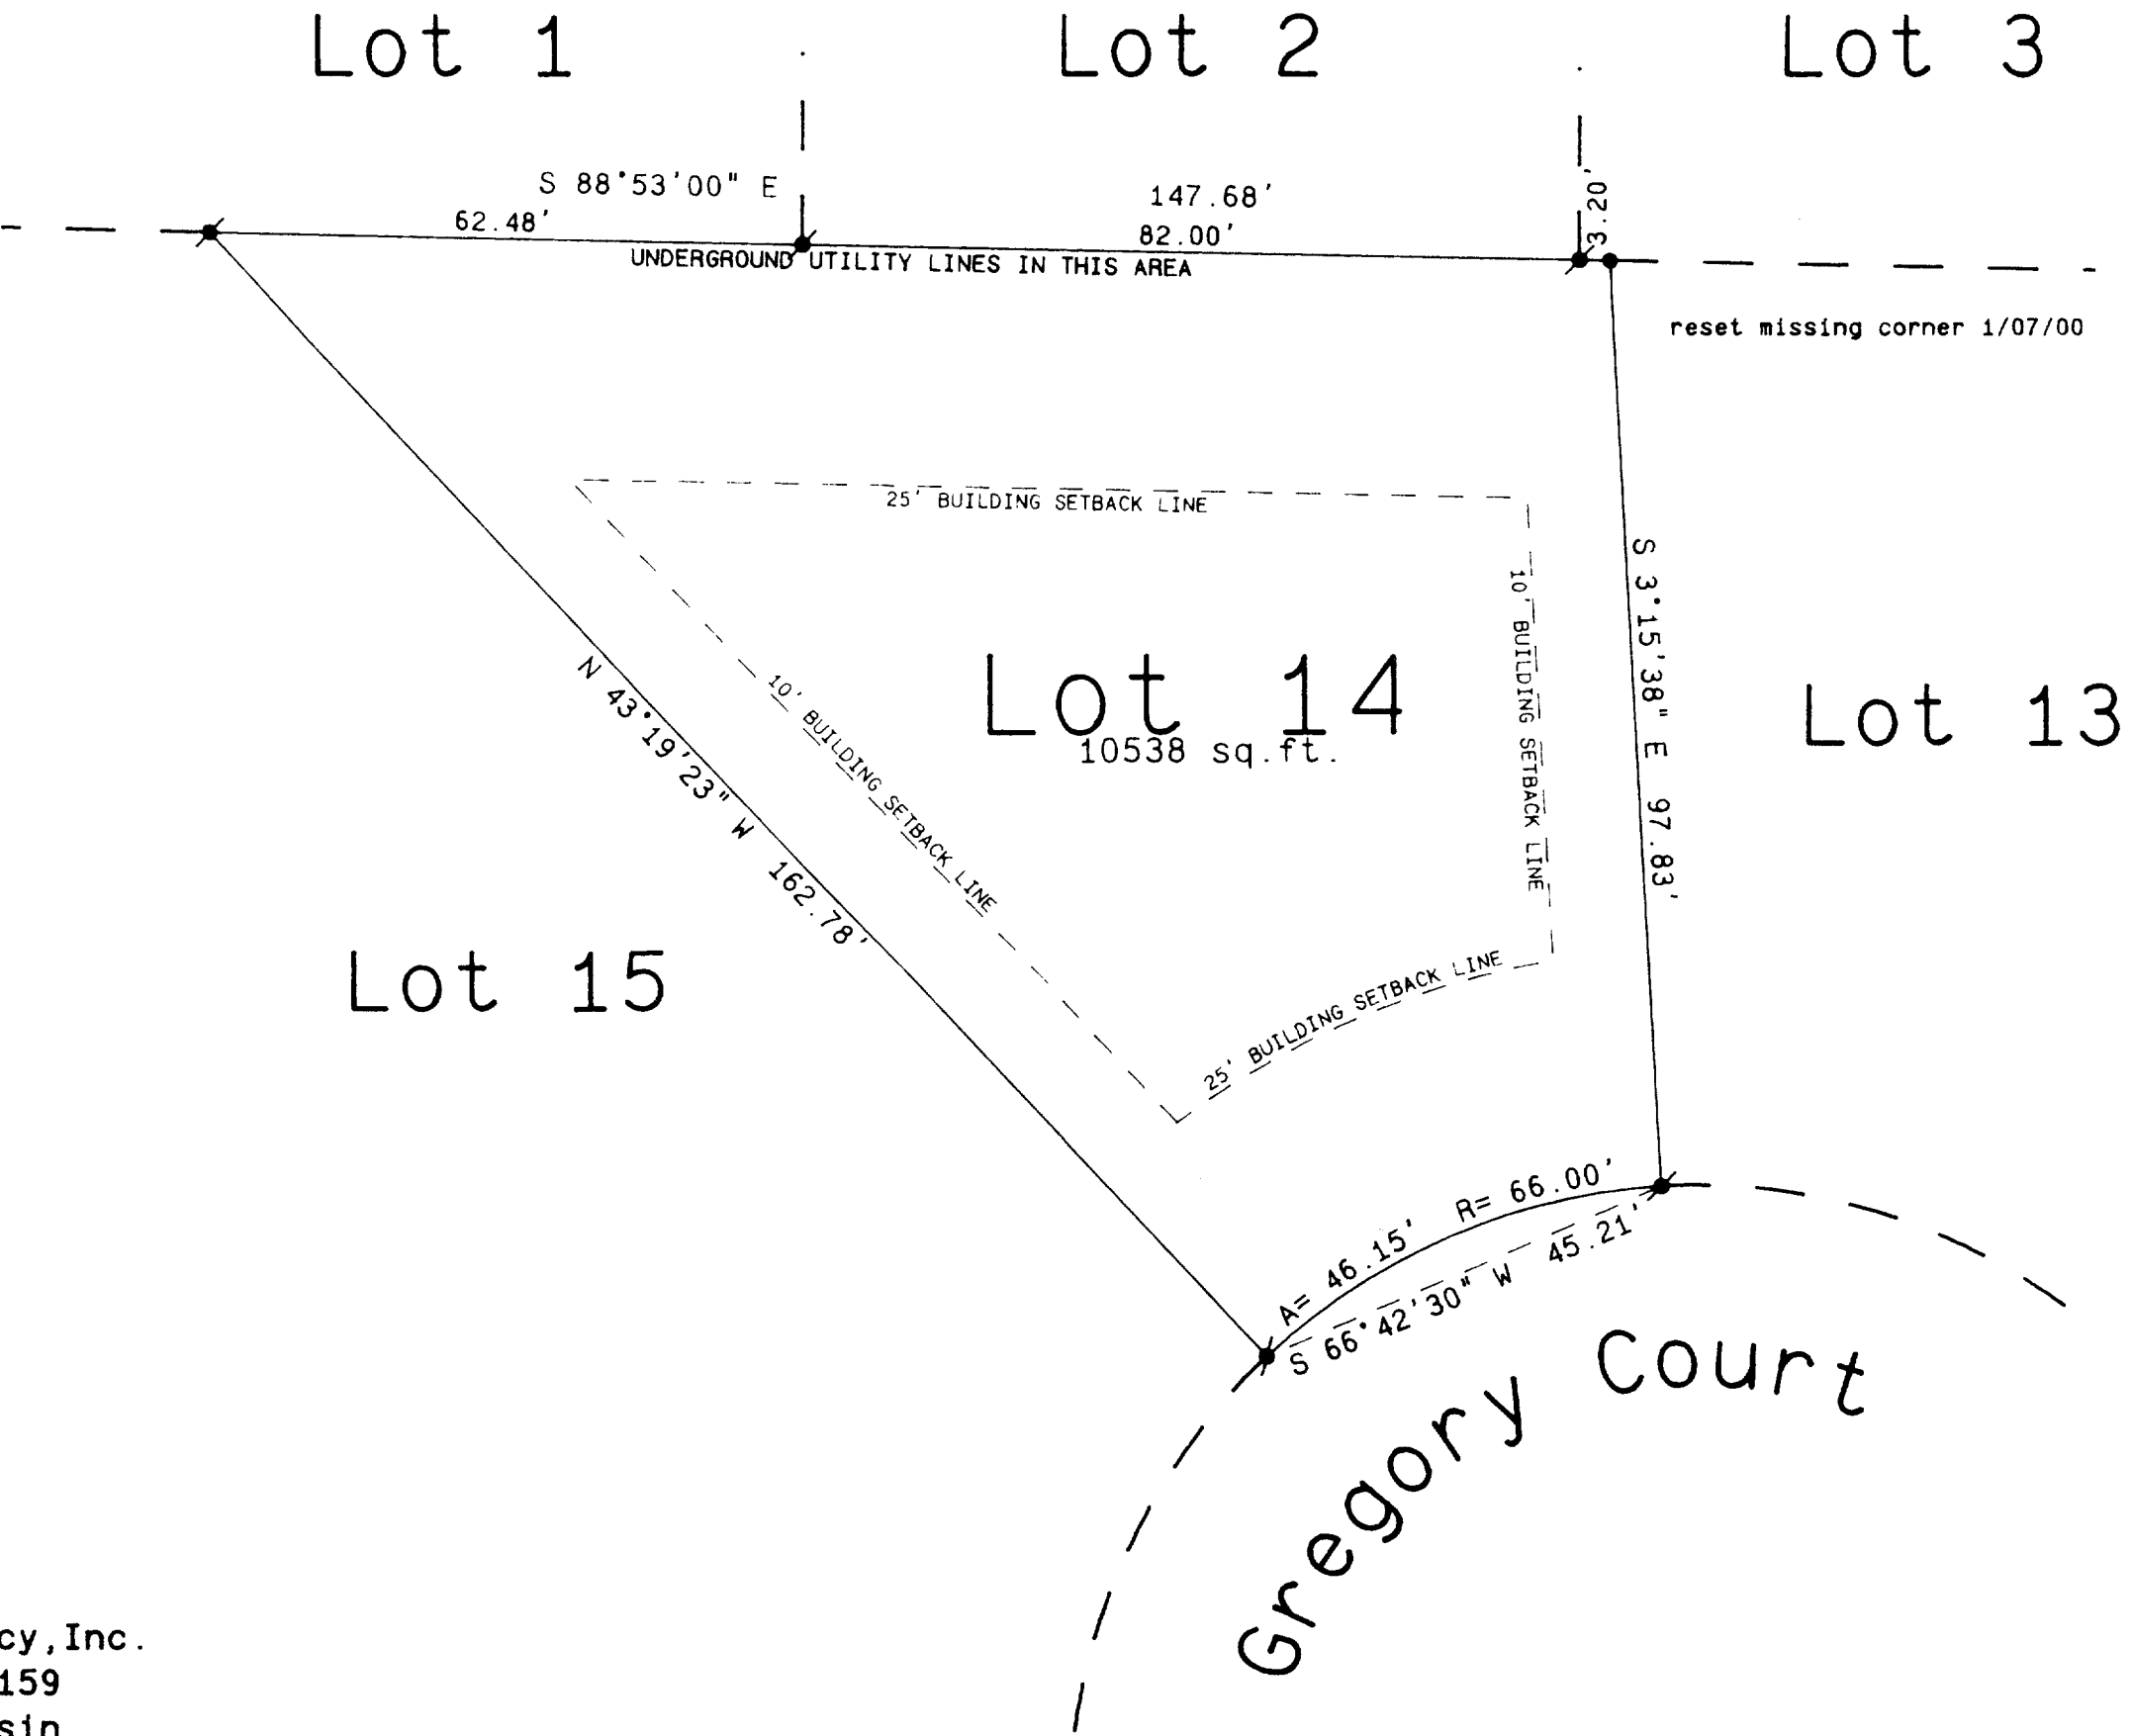 Lot 1
Lot 2
Lot 3
S 88°53'00" E
147.68'
3.20'
62.48'
82.00'
UNDERGROUND UTILITY LINES IN THIS AREA
reset missing corner 1/07/00
25' BUILDING SETBACK LINE
S 3°15'38" E 97.83'
10' BUILDING SETBACK LINE
Lot 14
10538 sq.ft.
Lot 13
N 43°19'23" W 162.78'
10' BUILDING SETBACK LINE
Lot 15
25' BUILDING SETBACK LINE
A= 46.15' R= 66.00'
S 66°42'30" W 45.21'
Gregory Court
cy,Inc.
159
sin